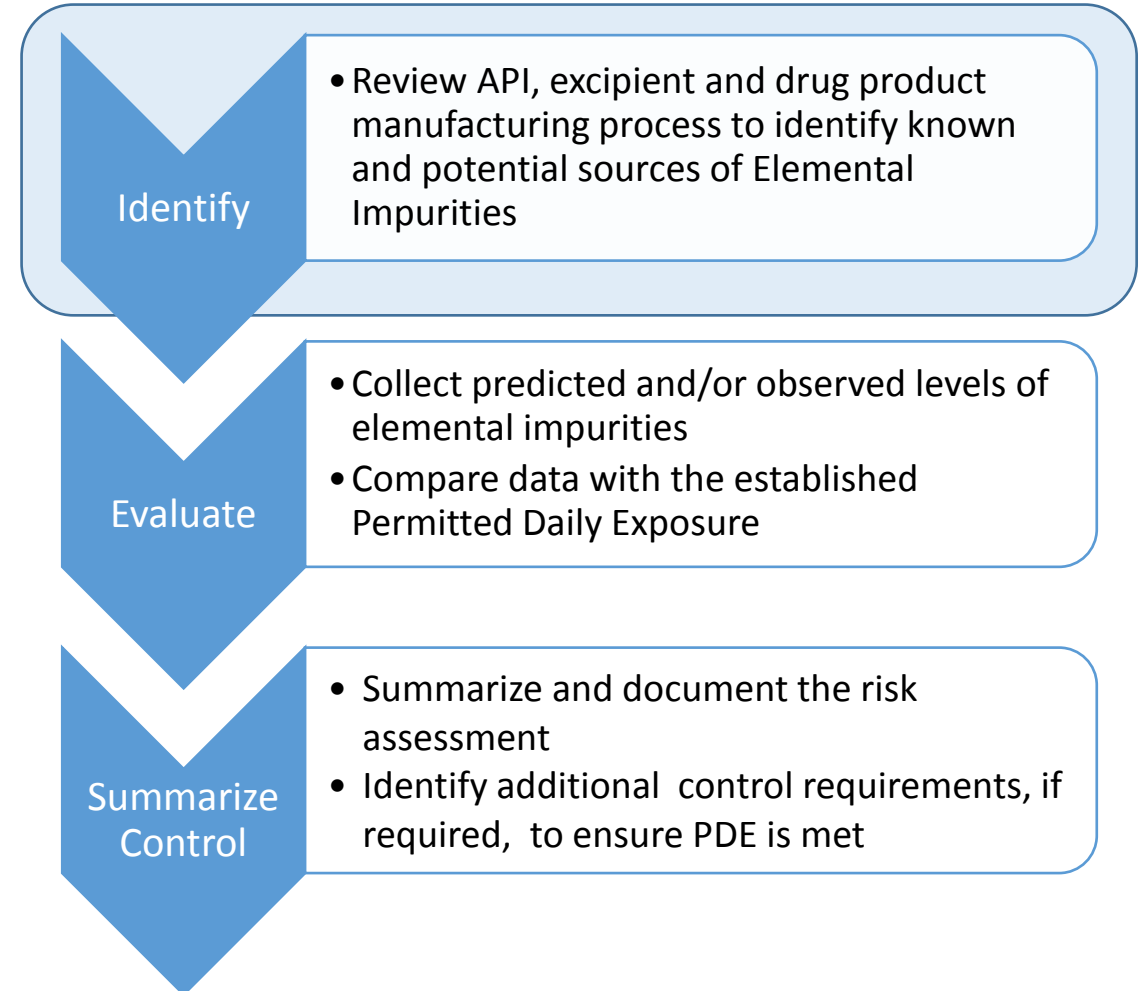 Identify
•Review API, excipient and drug product
manufacturing process to identify known
and potential sources of Elemental
Impurities
Evaluate
•Collect predicted and/or observed levels of
elemental impurities
•Compare data with the established
Permitted Daily Exposure
Summarize
Control
• Summarize and document the risk
assessment
• Identify additional  control requirements, if
required,  to ensure PDE is met